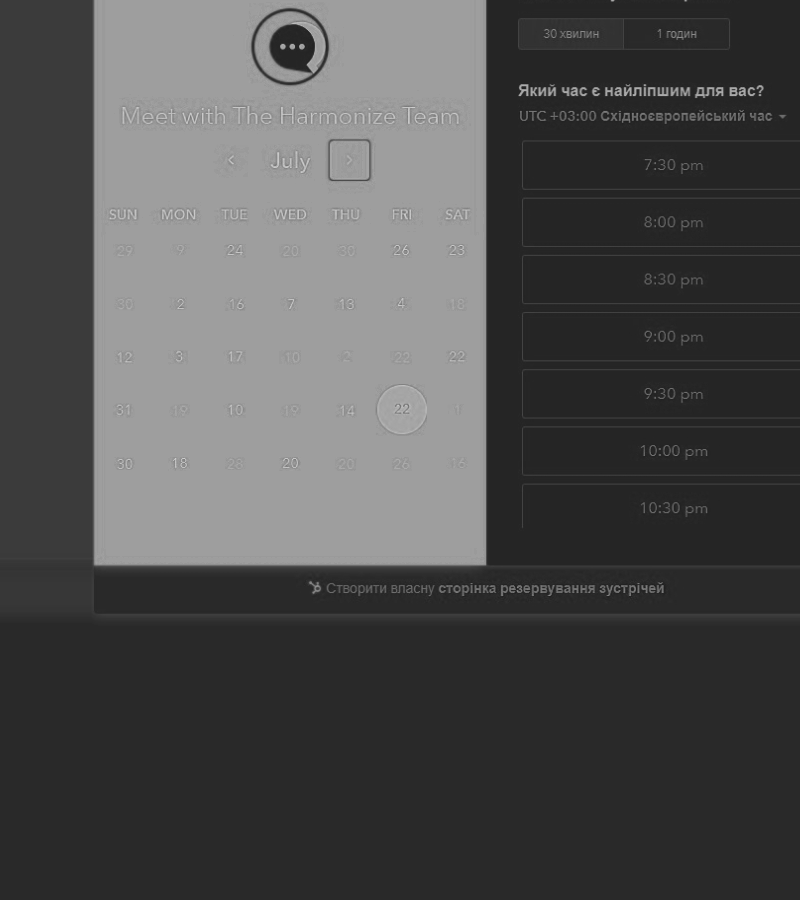 30 хвилин 1 годин
Який час є найліпшим для вас?
UTC +03:00 Східноєвропейський час
Meet with The Harmonize Team
July
SUN MON TUE WED THU FRI SAT
29 9 24 20 30 26 23
30 2 16 7 13 4 18
12 3 17 10 2 22 22
31 19 10 19 14 22 1
30 18 28 20 20 26 16
7:30 pm
8:00 pm
8:30 pm
9:00 pm
9:30 pm
10:00 pm
10:30 pm
Створити власну сторінка резервування зустрічей